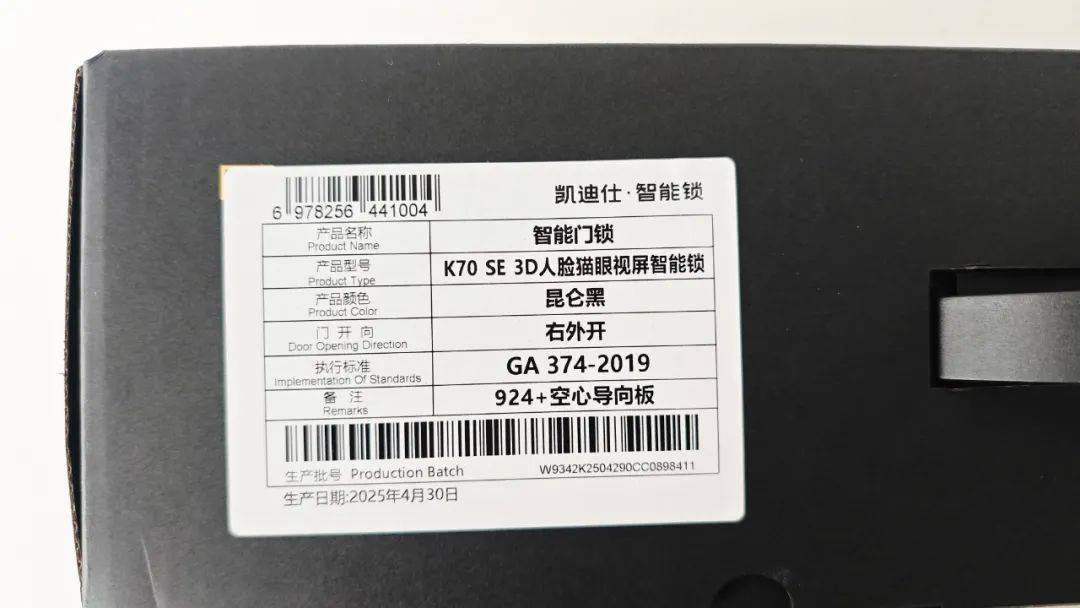 凯迪仕·智能锁
6 978256 441004
产品名称 智能门锁
Product Name
产品型号 K70 SE 3D人脸猫眼视屏智能锁
Product Type
产品颜色 昆仑黑
Product Color
门开向 右外开
Door Opening Direction
执行标准 GA 374-2019
Implementation Of Standards
备注 924+空心导向板
Remarks
生产批号 Production Batch W9342K2504290CC0898411
生产日期:2025年4月30日